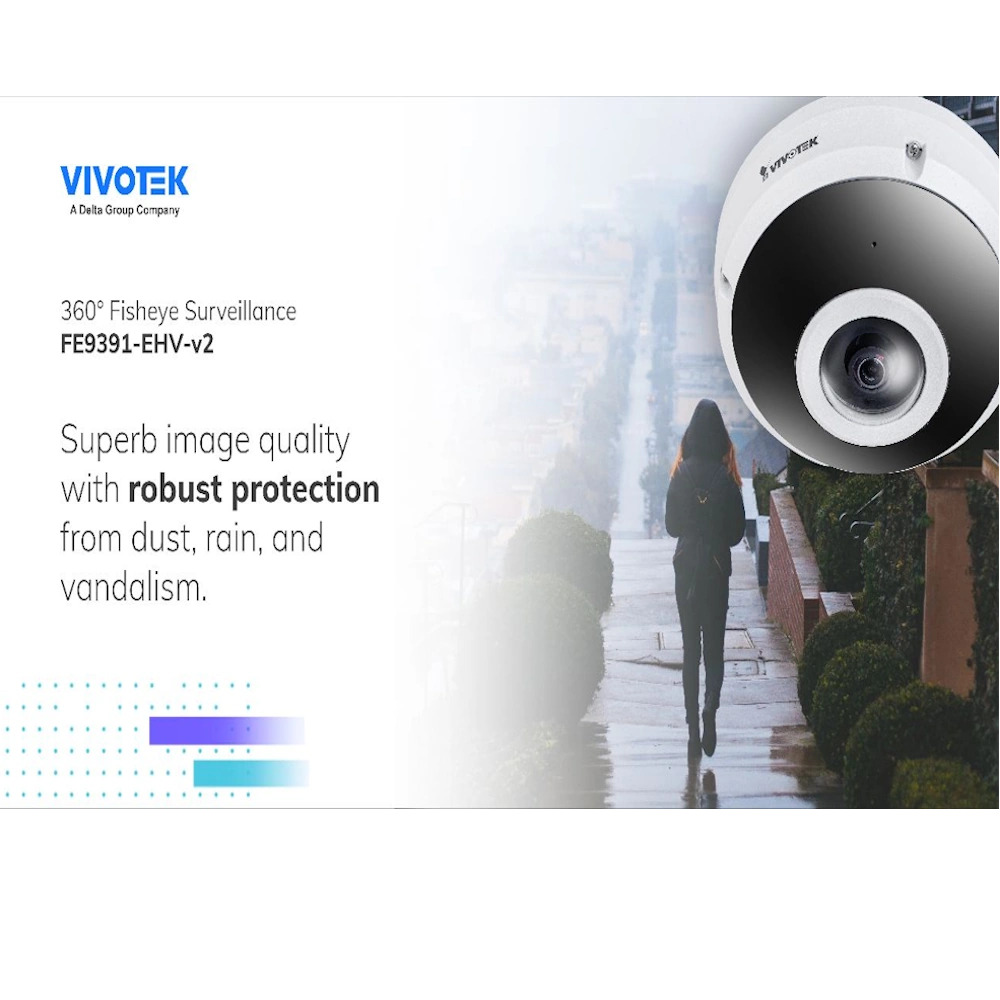 VIVOTEK
A Delta Group Company
360° Fisheye Surveillance
FE9391-EHV-v2
Superb image quality
with robust protection
from dust, rain, and
vandalism.
VIVOTEK